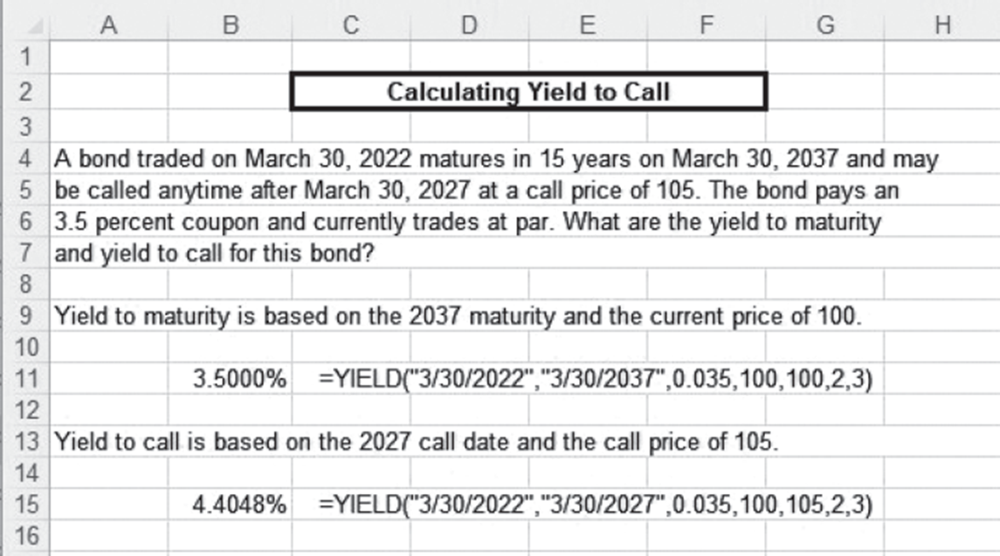 A B C D E F G H
1
2 Calculating Yield to Call
3
4 A bond traded on March 30, 2022 matures in 15 years on March 30, 2037 and may
5 be called anytime after March 30, 2027 at a call price of 105. The bond pays an
6 3.5 percent coupon and currently trades at par. What are the yield to maturity
7 and yield to call for this bond?
8
9 Yield to maturity is based on the 2037 maturity and the current price of 100.
10
11 3.5000% =YIELD("3/30/2022","3/30/2037",0.035,100,100,2,3)
12
13 Yield to call is based on the 2027 call date and the call price of 105.
14
15 4.4048% =YIELD("3/30/2022","3/30/2027",0.035,100,105,2,3)
16